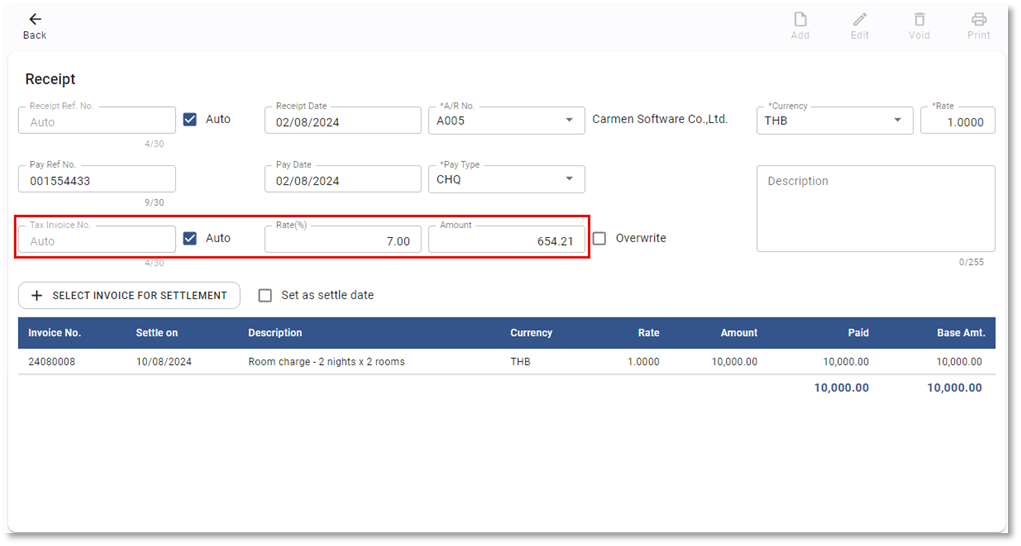 Back
Add Edit Void Print
Receipt
Receipt Ref. No. Receipt Date *A/R No. *Currency *Rate
Auto Auto 02/08/2024 A005 Carmen Software Co.,Ltd. THB 1.0000
4/30
Pay Ref No. Pay Date *Pay Type
001554433 02/08/2024 CHQ Description
9/30
Tax Invoice No. Rate(%) Amount
Auto Auto 7.00 654.21 Overwrite
4/30 0/255
SELECT INVOICE FOR SETTLEMENT Set as settle date
Invoice No. Settle on Description Currency Rate Amount Paid Base Amt.
24080008 10/08/2024 Room charge - 2 nights x 2 rooms THB 1.0000 10,000.00 10,000.00 10,000.00
10,000.00 10,000.00